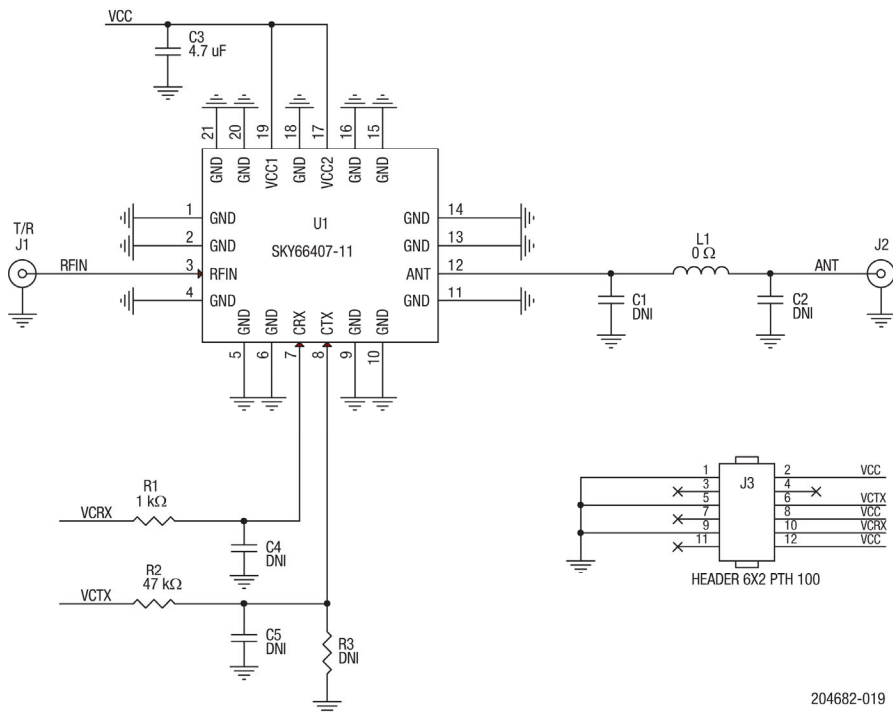 VCC
C3
4.7 uF
21
20
19
18
17
16
15
GND
GND
VCC1
GND
VCC2
GND
GND
1
GND
2
GND
3
RFIN
4
GND
U1
SKY66407-11
GND
14
GND
13
ANT
12
GND
11
GND
GND
CRX
CTX
GND
GND
5
6
7
8
9
10
T/R
J1
RFIN
L1
0 Ω
ANT
J2
C1
DNI
C2
DNI
R1
1 kΩ
VCRX
C4
DNI
R2
47 kΩ
VCTX
C5
DNI
R3
DNI
1
2
VCC
3
4
5
6
VCTX
7
8
VCC
9
10
VCRX
11
12
VCC
J3
HEADER 6X2 PTH 100
204682-019